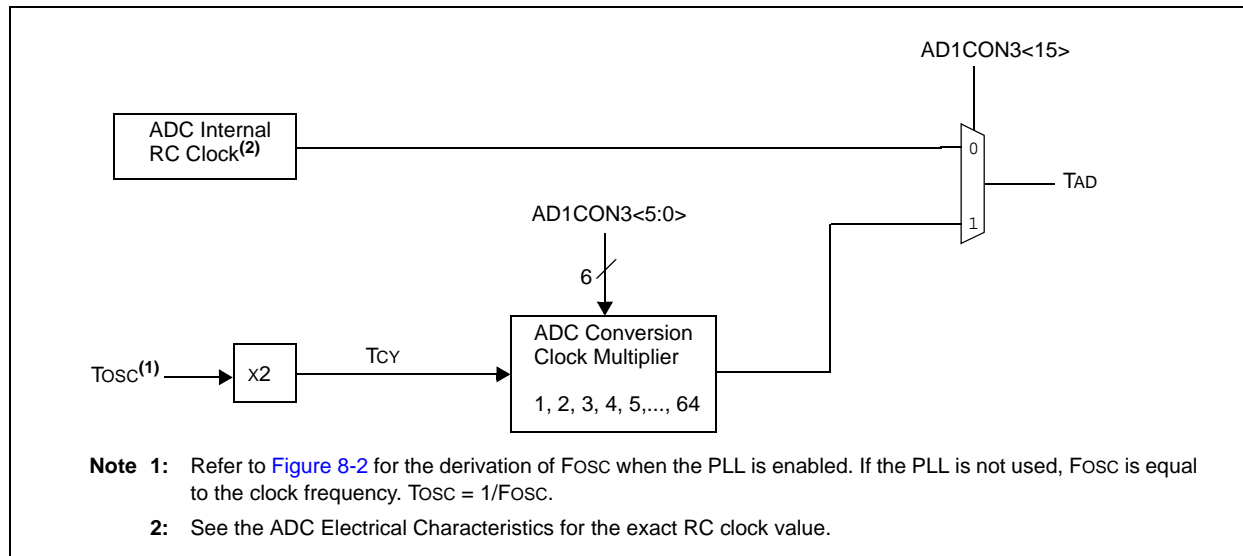 AD1CON3<15>
ADC Internal
RC Clock(2)
0
TAD
AD1CON3<5:0>
1
6
ADC Conversion
Clock Multiplier
TOSC(1)
X2
TCY
1, 2, 3, 4, 5,..., 64
Note 1: Refer to Figure 8-2 for the derivation of FOSC when the PLL is enabled. If the PLL is not used, FOSC is equal
to the clock frequency. TOSC = 1/FOSC.
2: See the ADC Electrical Characteristics for the exact RC clock value.